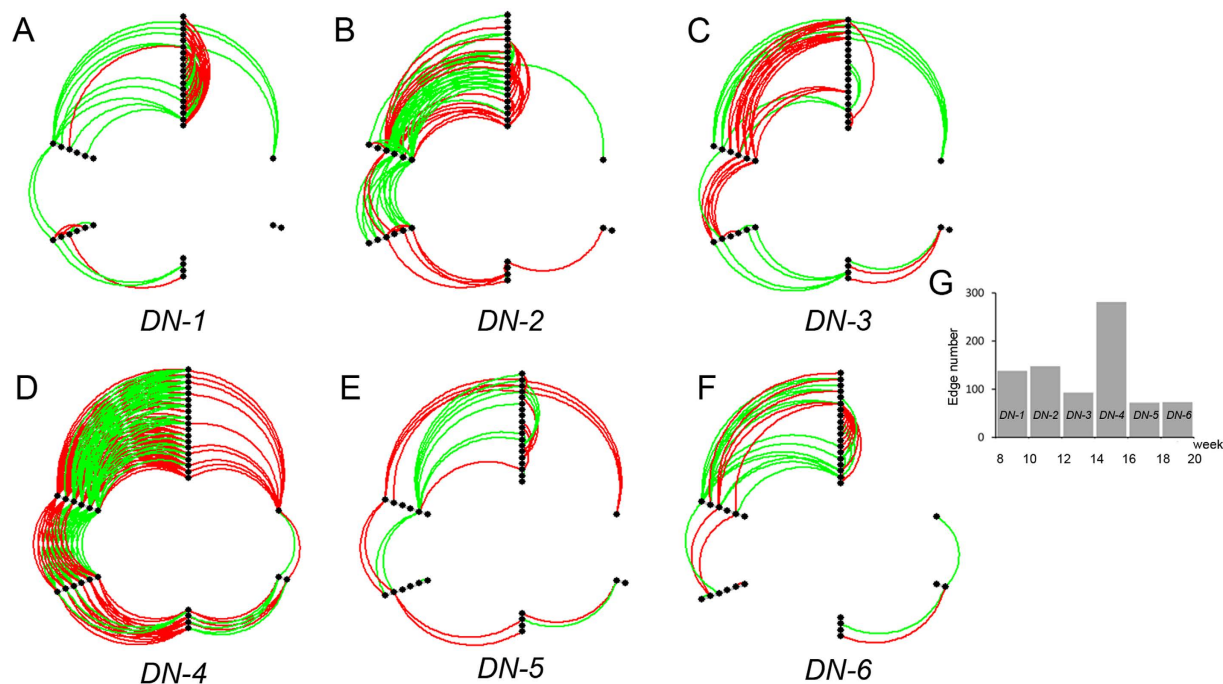 A
B
C
DN-1
DN-2
DN-3
D
E
F
DN-4
DN-5
DN-6
G
Edge number
300
200
100
0
DN-1 DN-2 DN-3 DN-4 DN-5 DN-6
8 10 12 14 16 18 20
week